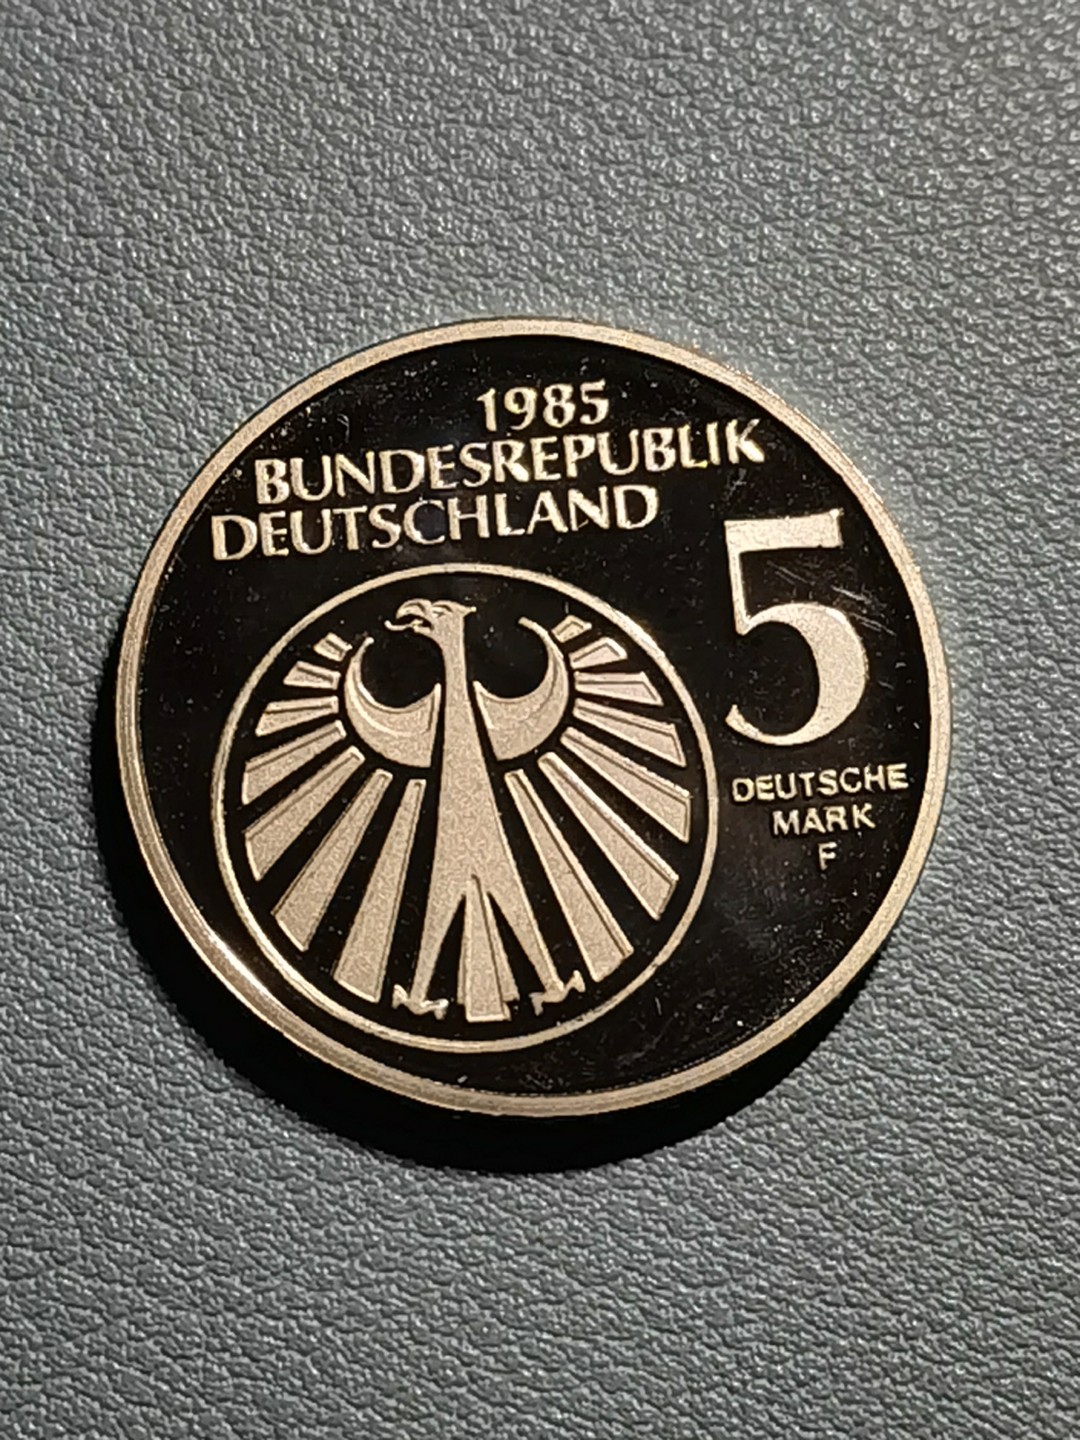 1985
BUNDESREPUBLIK
DEUTSCHLAND
5
DEUTSCHE
MARK
F